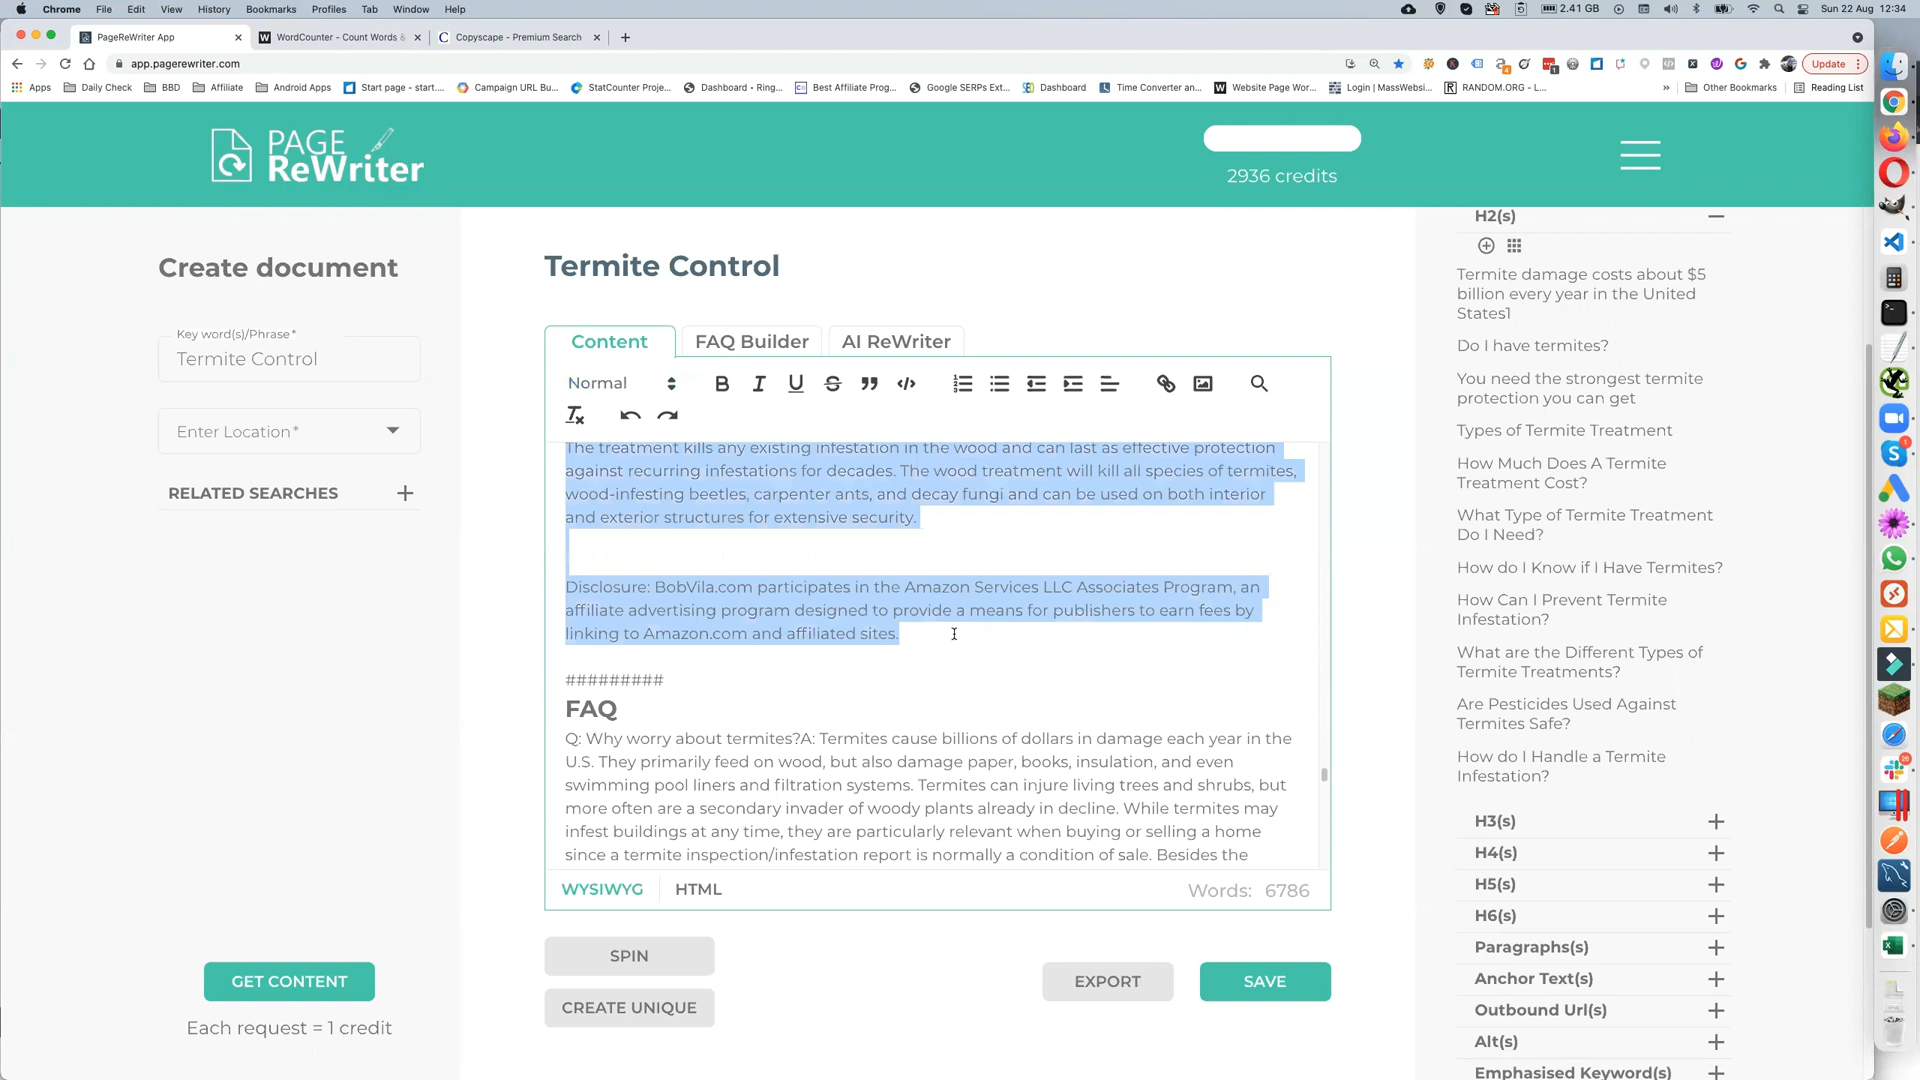 Chrome File Edit View History Bookmarks Profiles Tab Window Help 2.41 GB Sun 22 Aug 12:34
PageReWriter App WordCounter - Count Words & Copyscape - Premium Search
app.pagerewriter.com Update
Apps Daily Check BBD Affiliate Android Apps Start page – start.... Campaign URL Bu... StatCounter Proje... Dashboard • Ring... Best Affiliate Prog... Google SERPs Ext... Dashboard Time Converter an... Website Page Wor... Login | MassWebsi... RANDOM.ORG - L... » Other Bookmarks Reading List
PAGE
ReWriter
2936 credits
Create document
Key word(s)/Phrase*
Termite Control
Enter Location*
RELATED SEARCHES
GET CONTENT
Each request = 1 credit
Termite Control
Content FAQ Builder AI ReWriter
Normal
The treatment kills any existing infestation in the wood and can last as effective protection
against recurring infestations for decades. The wood treatment will kill all species of termites,
wood-infesting beetles, carpenter ants, and decay fungi and can be used on both interior
and exterior structures for extensive security.
Disclosure: BobVila.com participates in the Amazon Services LLC Associates Program, an
affiliate advertising program designed to provide a means for publishers to earn fees by
linking to Amazon.com and affiliated sites.
#########
FAQ
Q: Why worry about termites?A: Termites cause billions of dollars in damage each year in the
U.S. They primarily feed on wood, but also damage paper, books, insulation, and even
swimming pool liners and filtration systems. Termites can injure living trees and shrubs, but
more often are a secondary invader of woody plants already in decline. While termites may
infest buildings at any time, they are particularly relevant when buying or selling a home
since a termite inspection/infestation report is normally a condition of sale. Besides the
WYSIWYG HTML Words: 6786
SPIN
CREATE UNIQUE
EXPORT
SAVE
H2(s)
Termite damage costs about $5
billion every year in the United
States1
Do I have termites?
You need the strongest termite
protection you can get
Types of Termite Treatment
How Much Does A Termite
Treatment Cost?
What Type of Termite Treatment
Do I Need?
How do I Know if I Have Termites?
How Can I Prevent Termite
Infestation?
What are the Different Types of
Termite Treatments?
Are Pesticides Used Against
Termites Safe?
How do I Handle a Termite
Infestation?
H3(s)
H4(s)
H5(s)
H6(s)
Paragraphs(s)
Anchor Text(s)
Outbound Url(s)
Alt(s)
Emphasised Keyword(s)